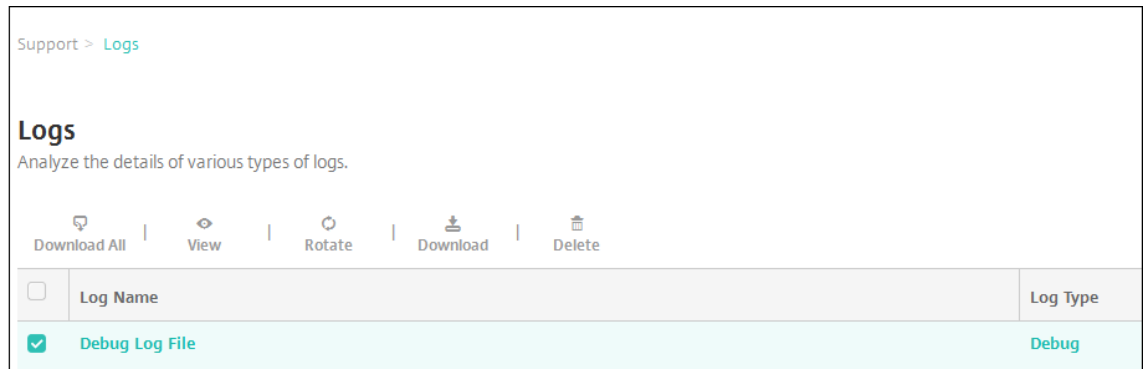 Support > Logs
Logs
Analyze the details of various types of logs.
Download All | View | Rotate | Download | Delete
Log Name Log Type
Debug Log File Debug